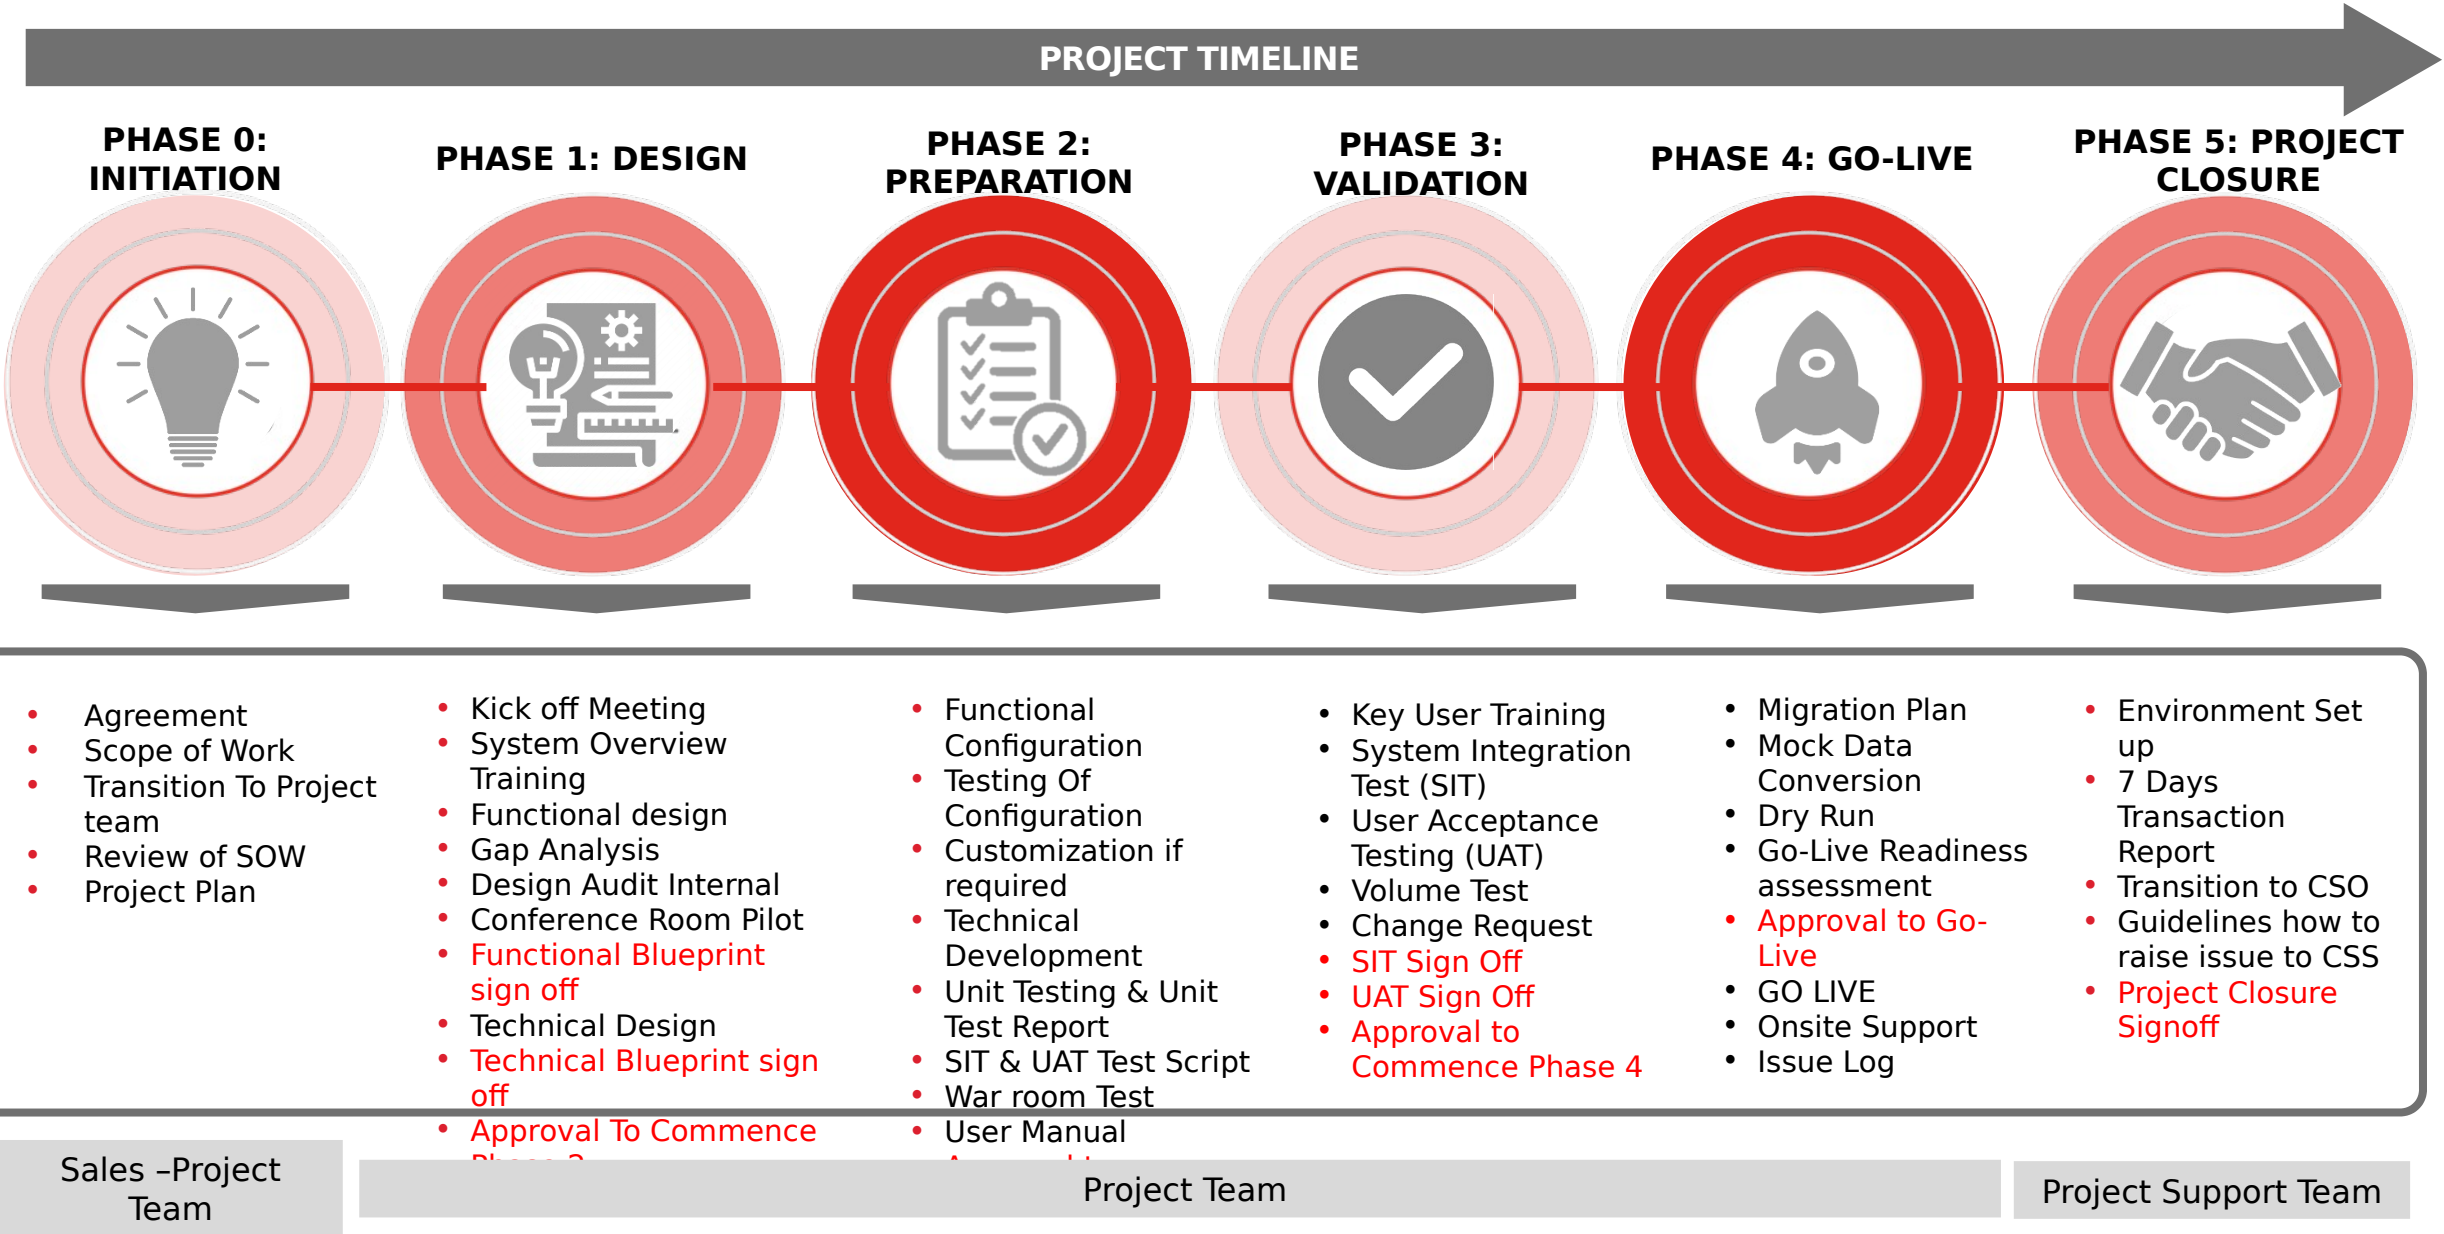 PROJECT TIMELINE
PHASE 0:
INITIATION
PHASE 1: DESIGN
PHASE 2:
PREPARATION
PHASE 3:
VALIDATION
PHASE 4: GO-LIVE
PHASE 5: PROJECT
CLOSURE
• Agreement
• Scope of Work
• Transition To Project
team
• Review of SOW
• Project Plan
• Kick off Meeting
• System Overview
Training
• Functional design
• Gap Analysis
• Design Audit Internal
• Conference Room Pilot
• Functional Blueprint
sign off
• Technical Design
• Technical Blueprint sign
off
• Approval To Commence
• Functional
Configuration
• Testing Of
Configuration
• Customization if
required
• Technical
Development
• Unit Testing & Unit
Test Report
• SIT & UAT Test Script
• War room Test
• User Manual
• Key User Training
• System Integration
Test (SIT)
• User Acceptance
Testing (UAT)
• Volume Test
• Change Request
• SIT Sign Off
• UAT Sign Off
• Approval to
Commence Phase 4
• Migration Plan
• Mock Data
Conversion
• Dry Run
• Go-Live Readiness
assessment
• Approval to Go-
Live
• GO LIVE
• Onsite Support
• Issue Log
• Environment Set
up
• 7 Days
Transaction
Report
• Transition to CSO
• Guidelines how to
raise issue to CSS
• Project Closure
Signoff
Sales –Project
Team
Project Team
Project Support Team